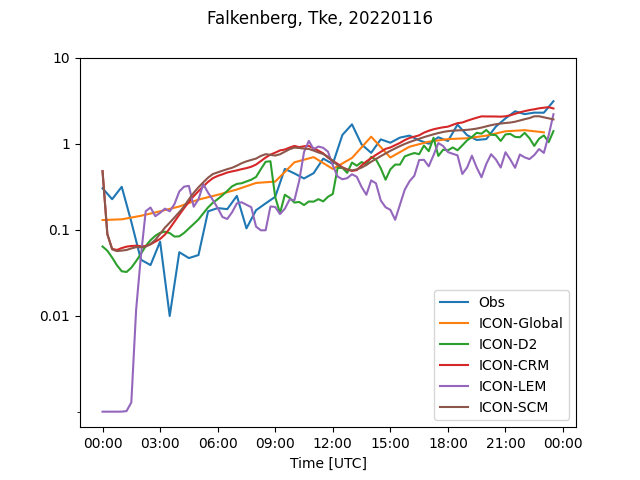 Falkenberg, Tke, 20220116
10
1
0.1
0.01
Obs
ICON-Global
ICON-D2
ICON-CRM
ICON-LEM
ICON-SCM
00:00 03:00 06:00 09:00 12:00 15:00 18:00 21:00 00:00
Time [UTC]